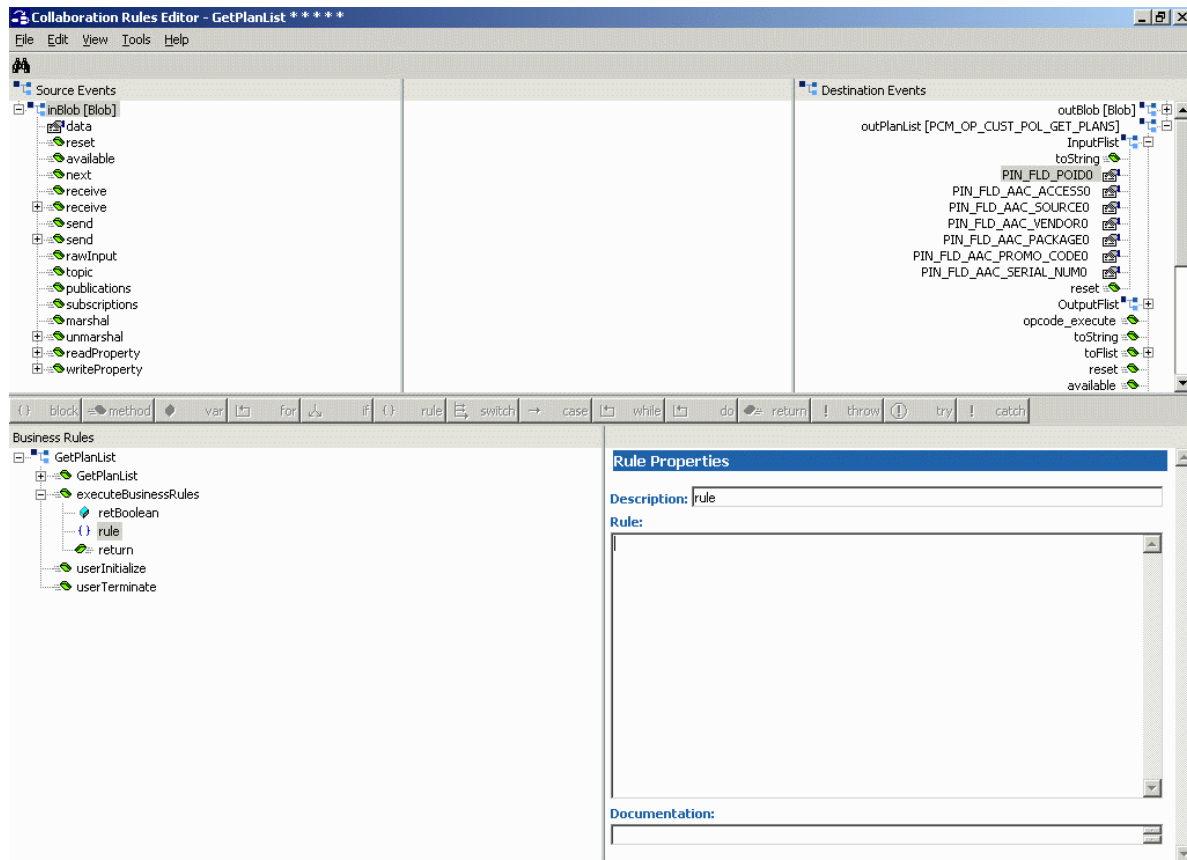 Collaboration Rules Editor - GetPlanList * * * * *
File Edit View Tools Help
Source Events
inBlob [Blob]
data
reset
available
next
receive
receive
send
send
rawInput
topic
publications
subscriptions
marshal
unmarshal
readProperty
writeProperty
Destination Events
outBlob [Blob]
outPlanList [PCM_OP_CUST_POL_GET_PLANS]
InputFlist
toString
PIN_FLD_POID0
PIN_FLD_AAC_ACCESS0
PIN_FLD_AAC_SOURCE0
PIN_FLD_AAC_VENDOR0
PIN_FLD_AAC_PACKAGE0
PIN_FLD_AAC_PROMO_CODE0
PIN_FLD_AAC_SERIAL_NUM0
reset
OutputFlist
opcode_execute
toString
toFlist
reset
available
{} block method var for if {} rule switch → case while do return ! throw try ! catch
Business Rules
GetPlanList
GetPlanList
executeBusinessRules
retBoolean
{} rule
return
userInitialize
userTerminate
Rule Properties
Description: rule
Rule:
Documentation: